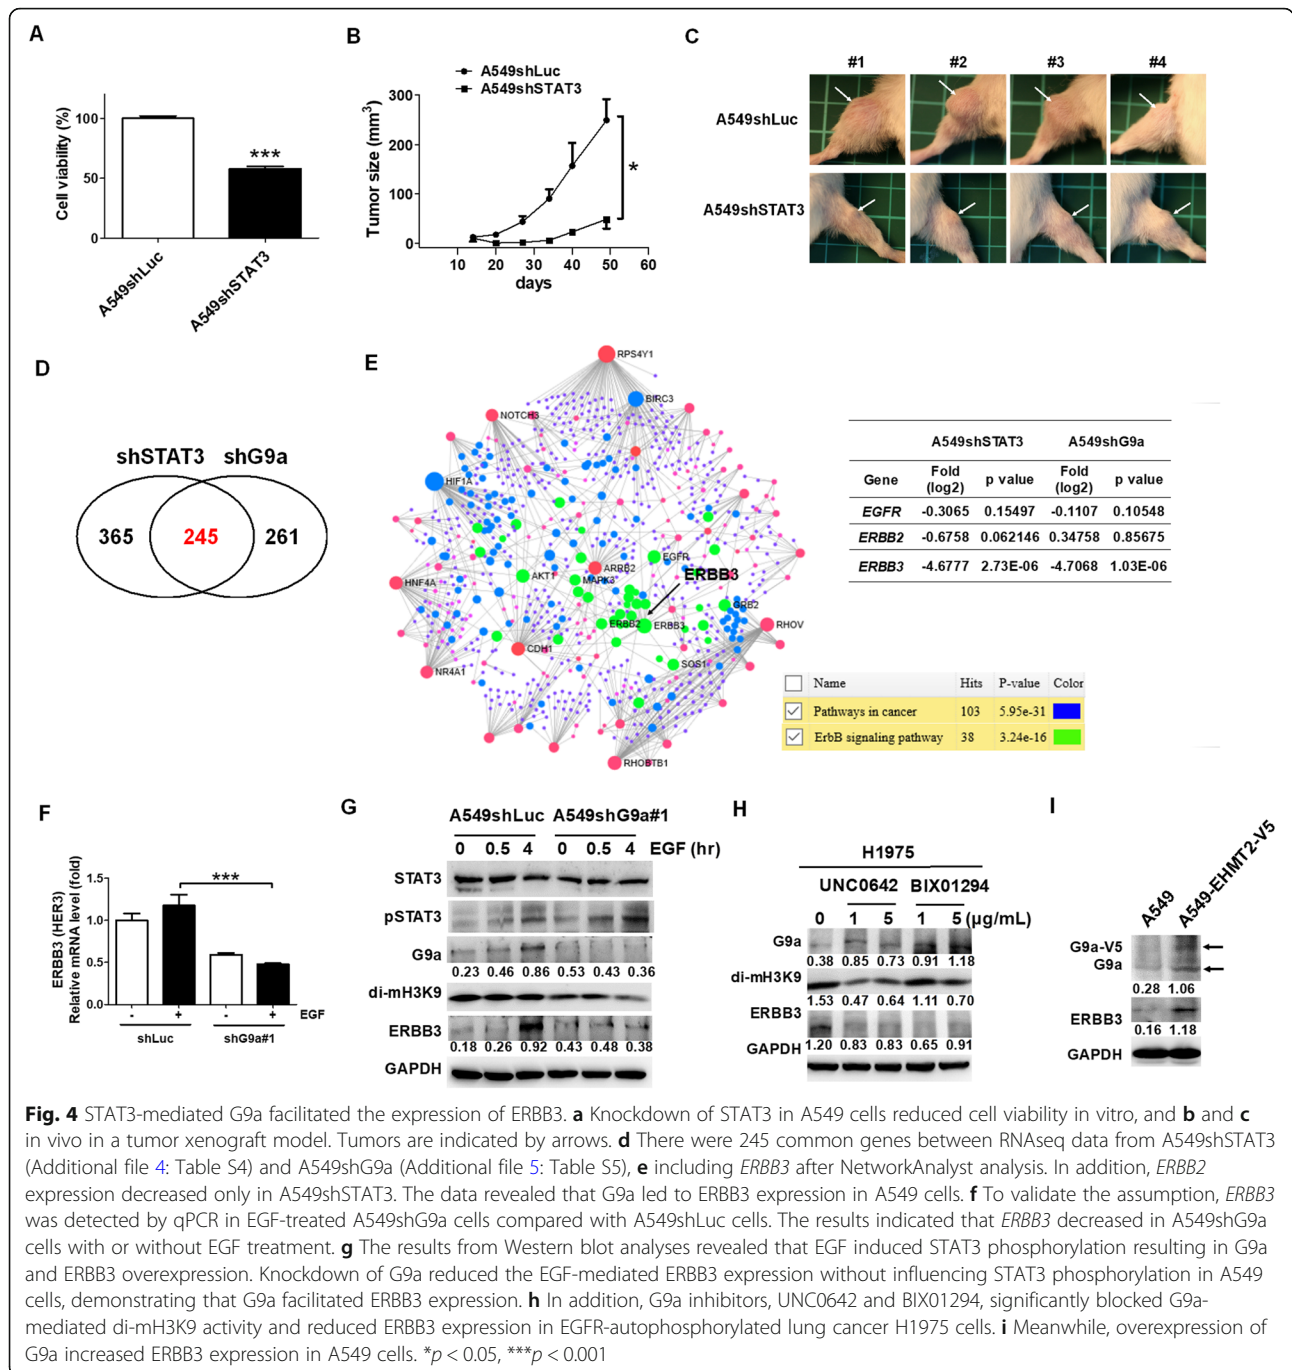 A
Cell viability (%)
100
50
0
***
A549shLuc
A549shSTAT3
B
A549shLuc
A549shSTAT3
Tumor size (mm³)
300
200
100
0
*
10 20 30 40 50 60
days
C
#1 #2 #3 #4
A549shLuc
A549shSTAT3
D
shSTAT3 shG9a
365 245 261
E
RPS4Y1
BIRC3
NOTCH3
HIF1A
EGFR
ARRB2
ERBB3
AKT1
MAPK3
HNF4A
GRB2
ERBB2
ERBB3
RHOV
CDH1
SOS1
NR4A1
RHOBTB1
A549shSTAT3 A549shG9a
Gene Fold (log2) p value Fold (log2) p value
EGFR -0.3065 0.15497 -0.1107 0.10548
ERBB2 -0.6758 0.062146 0.34758 0.85675
ERBB3 -4.6777 2.73E-06 -4.7068 1.03E-06
Name Hits P-value Color
Pathways in cancer 103 5.95e-31
ErbB signaling pathway 38 3.24e-16
F
ERBB3 (HER3)
Relative mRNA level (fold)
1.5
1.0
0.5
0.0
***
- + - + EGF
shLuc shG9a#1
G
A549shLuc A549shG9a#1
0 0.5 4 0 0.5 4 EGF (hr)
STAT3
pSTAT3
G9a
0.23 0.46 0.86 0.53 0.43 0.36
di-mH3K9
ERBB3
0.18 0.26 0.92 0.43 0.48 0.38
GAPDH
H
H1975
UNC0642 BIX01294
0 1 5 1 5 (µg/mL)
G9a
0.38 0.85 0.73 0.91 1.18
di-mH3K9
1.53 0.47 0.64 1.11 0.70
ERBB3
1.20 0.83 0.83 0.65 0.91
GAPDH
I
A549
A549-EHMT2-V5
G9a-V5
G9a
0.28 1.06
ERBB3
0.16 1.18
GAPDH
Fig. 4 STAT3-mediated G9a facilitated the expression of ERBB3. a Knockdown of STAT3 in A549 cells reduced cell viability in vitro, and b and c
in vivo in a tumor xenograft model. Tumors are indicated by arrows. d There were 245 common genes between RNAseq data from A549shSTAT3
(Additional file 4: Table S4) and A549shG9a (Additional file 5: Table S5), e including ERBB3 after NetworkAnalyst analysis. In addition, ERBB2
expression decreased only in A549shSTAT3. The data revealed that G9a led to ERBB3 expression in A549 cells. f To validate the assumption, ERBB3
was detected by qPCR in EGF-treated A549shG9a cells compared with A549shLuc cells. The results indicated that ERBB3 decreased in A549shG9a
cells with or without EGF treatment. g The results from Western blot analyses revealed that EGF induced STAT3 phosphorylation resulting in G9a
and ERBB3 overexpression. Knockdown of G9a reduced the EGF-mediated ERBB3 expression without influencing STAT3 phosphorylation in A549
cells, demonstrating that G9a facilitated ERBB3 expression. h In addition, G9a inhibitors, UNC0642 and BIX01294, significantly blocked G9a-
mediated di-mH3K9 activity and reduced ERBB3 expression in EGFR-autophosphorylated lung cancer H1975 cells. i Meanwhile, overexpression of
G9a increased ERBB3 expression in A549 cells. *p < 0.05, ***p < 0.001